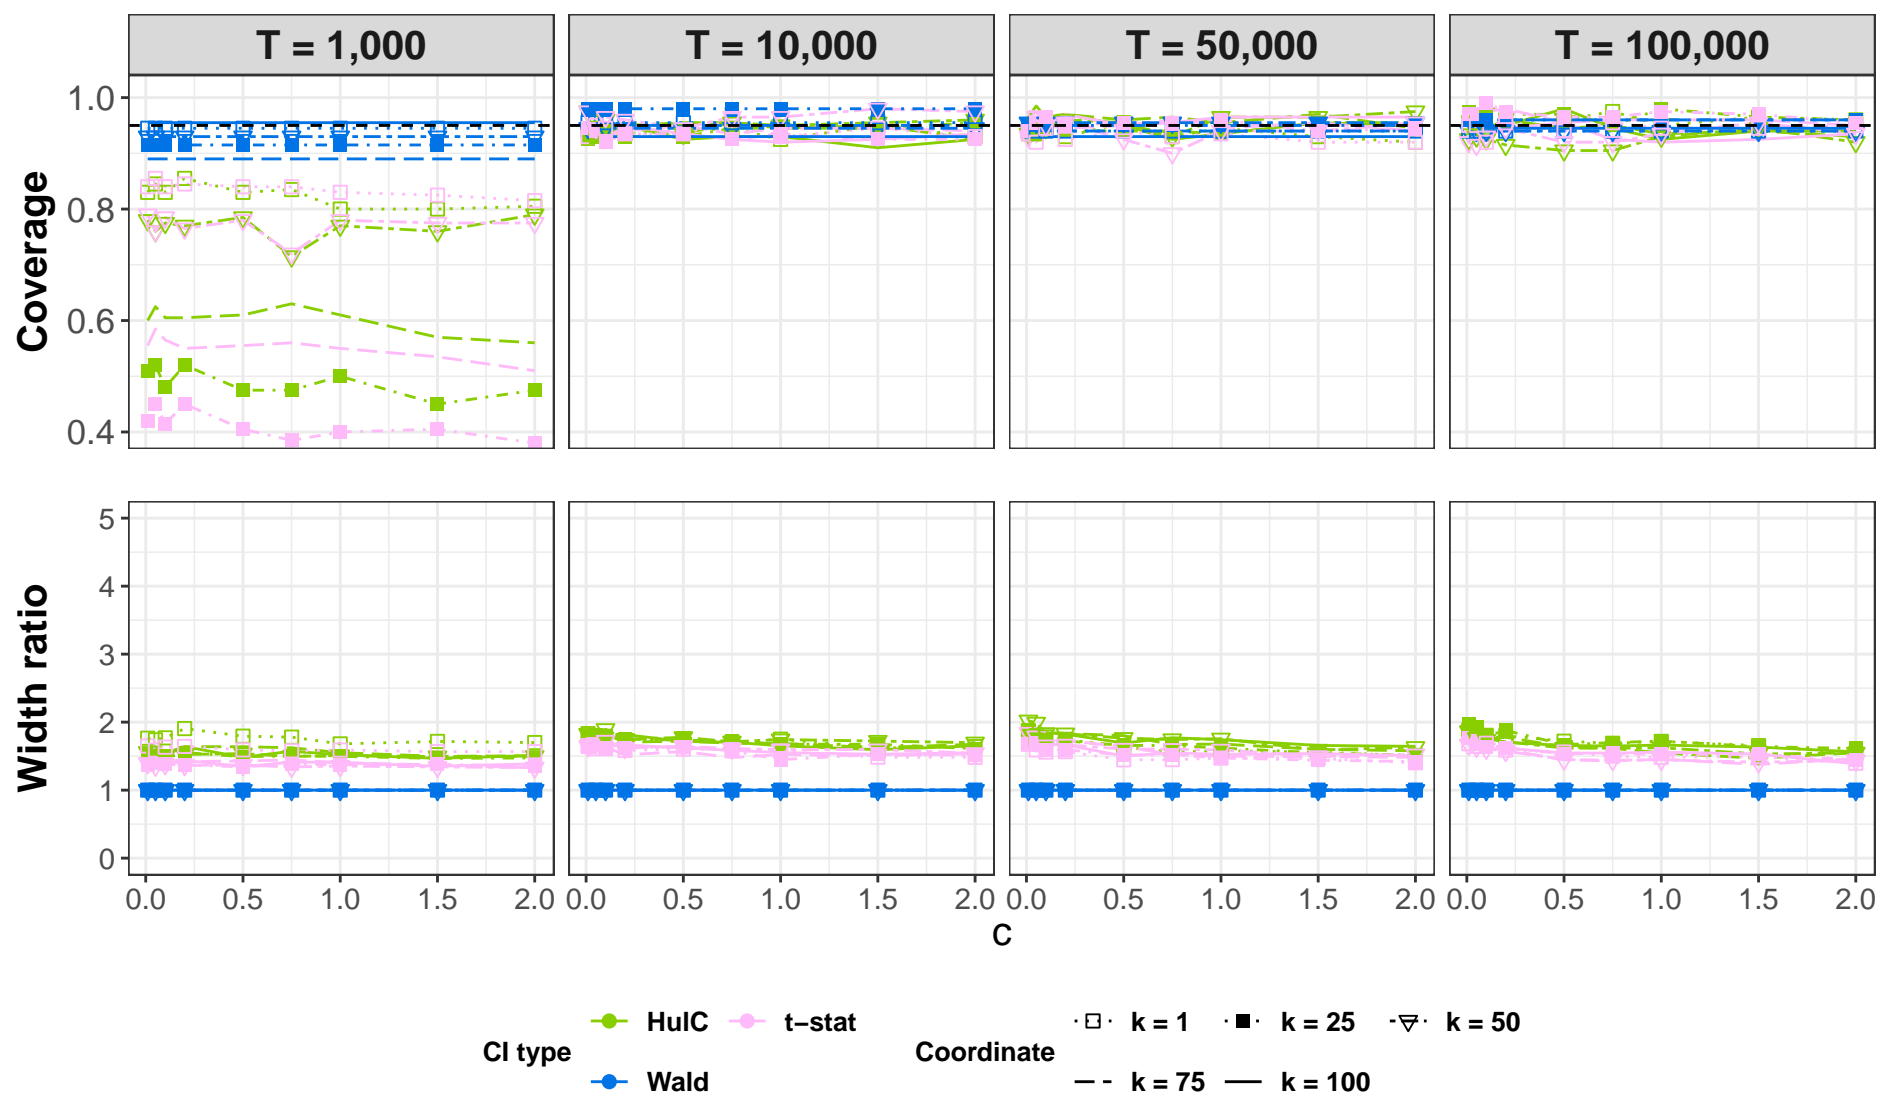 T = 1,000
T = 10,000
T = 50,000
T = 100,000
Coverage
1.0
0.8
0.6
0.4
Width ratio
5
4
3
2
1
0
0.0 0.5 1.0 1.5 2.0
0.0 0.5 1.0 1.5 2.0
0.0 0.5 1.0 1.5 2.0
0.0 0.5 1.0 1.5 2.0
c
CI type
HulC
t−stat
Wald
Coordinate
k = 1
k = 25
k = 50
k = 75
k = 100